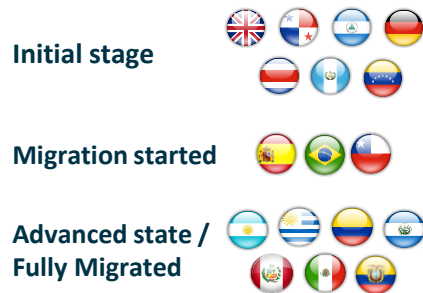 Initial stage
Migration started
Advanced state /
Fully Migrated